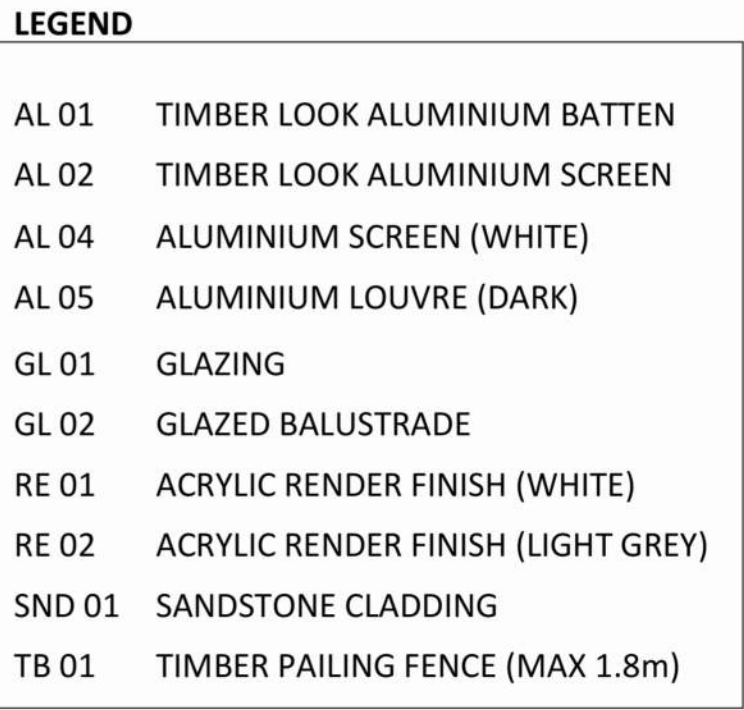 LEGEND
AL 01 TIMBER LOOK ALUMINIUM BATTEN
AL 02 TIMBER LOOK ALUMINIUM SCREEN
AL 04 ALUMINIUM SCREEN (WHITE)
AL 05 ALUMINIUM LOUVRE (DARK)
GL 01 GLAZING
GL 02 GLAZED BALUSTRADE
RE 01 ACRYLIC RENDER FINISH (WHITE)
RE 02 ACRYLIC RENDER FINISH (LIGHT GREY)
SND 01 SANDSTONE CLADDING
TB 01 TIMBER PAILING FENCE (MAX 1.8m)